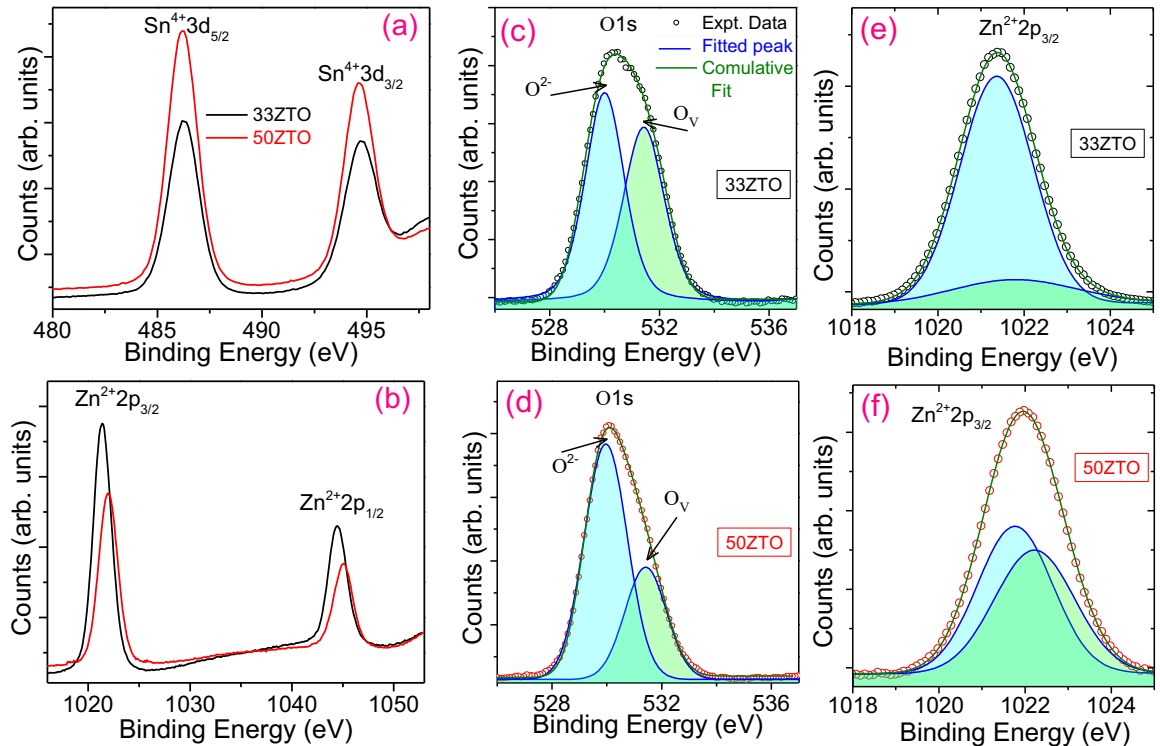 (a)
Sn⁴⁺3d₅/₂
Sn⁴⁺3d₃/₂
33ZTO
50ZTO
Counts (arb. units)
480 485 490 495
Binding Energy (eV)
(c)
O1s
Expt. Data
Fitted peak
Comulative
Fit
O²⁻
O_V
33ZTO
Counts (arb. units)
528 532 536
Binding Energy (eV)
(e)
Zn²⁺2p₃/₂
33ZTO
Counts (arb. units)
1018 1020 1022 1024
Binding Energy (eV)
(b)
Zn²⁺2p₃/₂
Zn²⁺2p₁/₂
Counts (arb. units)
1020 1030 1040 1050
Binding Energy (eV)
(d)
O1s
O²⁻
O_V
50ZTO
Counts (arb. units)
528 532 536
Binding Energy (eV)
(f)
Zn²⁺2p₃/₂
50ZTO
Counts (arb. units)
1018 1020 1022 1024
Binding Energy (eV)